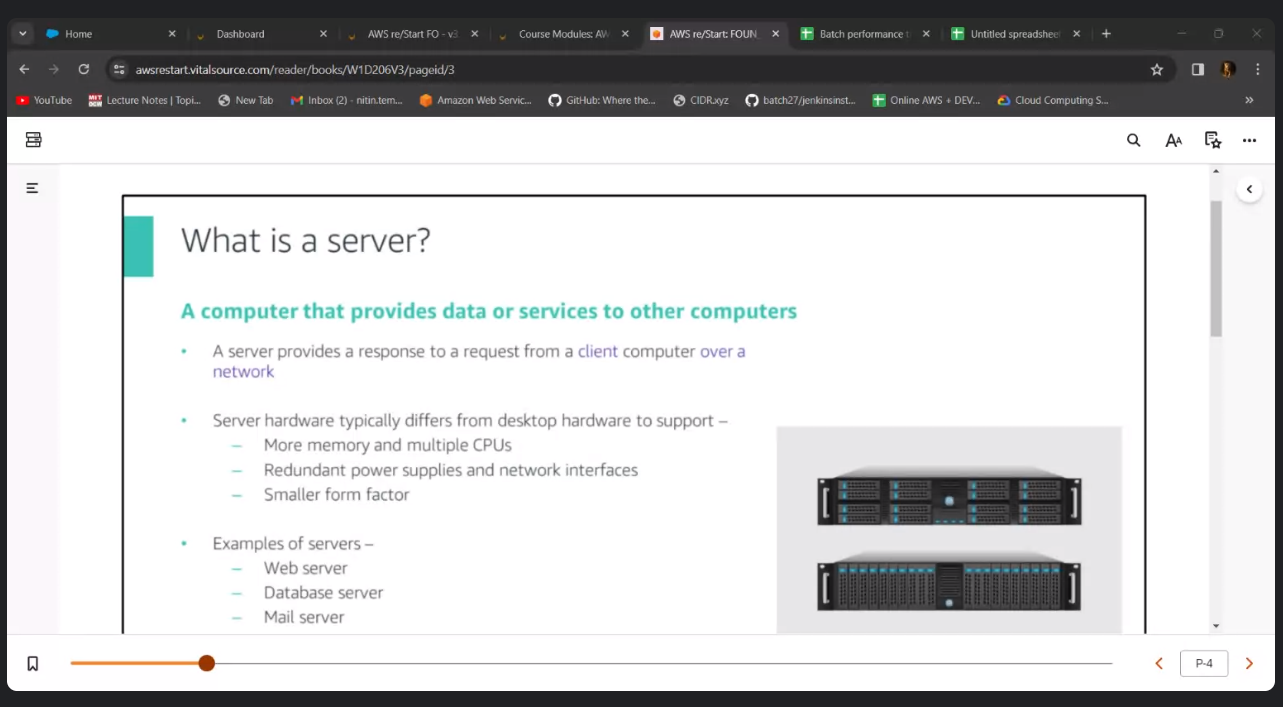 Home
Dashboard
AWS re/Start FO - v3
Course Modules: AW
AWS re/Start: FOUN
Batch performance t
Untitled spreadsheet
awsrestart.vitalsource.com/reader/books/W1D206V3/pageid/3
YouTube
MIT OCW Lecture Notes | Topi...
New Tab
Inbox (2) - nitin.tem...
Amazon Web Servic...
GitHub: Where the...
CIDR.xyz
batch27/jenkinsinst...
Online AWS + DEV...
Cloud Computing S...
AA
What is a server?
A computer that provides data or services to other computers
• A server provides a response to a request from a client computer over a
network
• Server hardware typically differs from desktop hardware to support –
– More memory and multiple CPUs
– Redundant power supplies and network interfaces
– Smaller form factor
• Examples of servers –
– Web server
– Database server
– Mail server
P-4